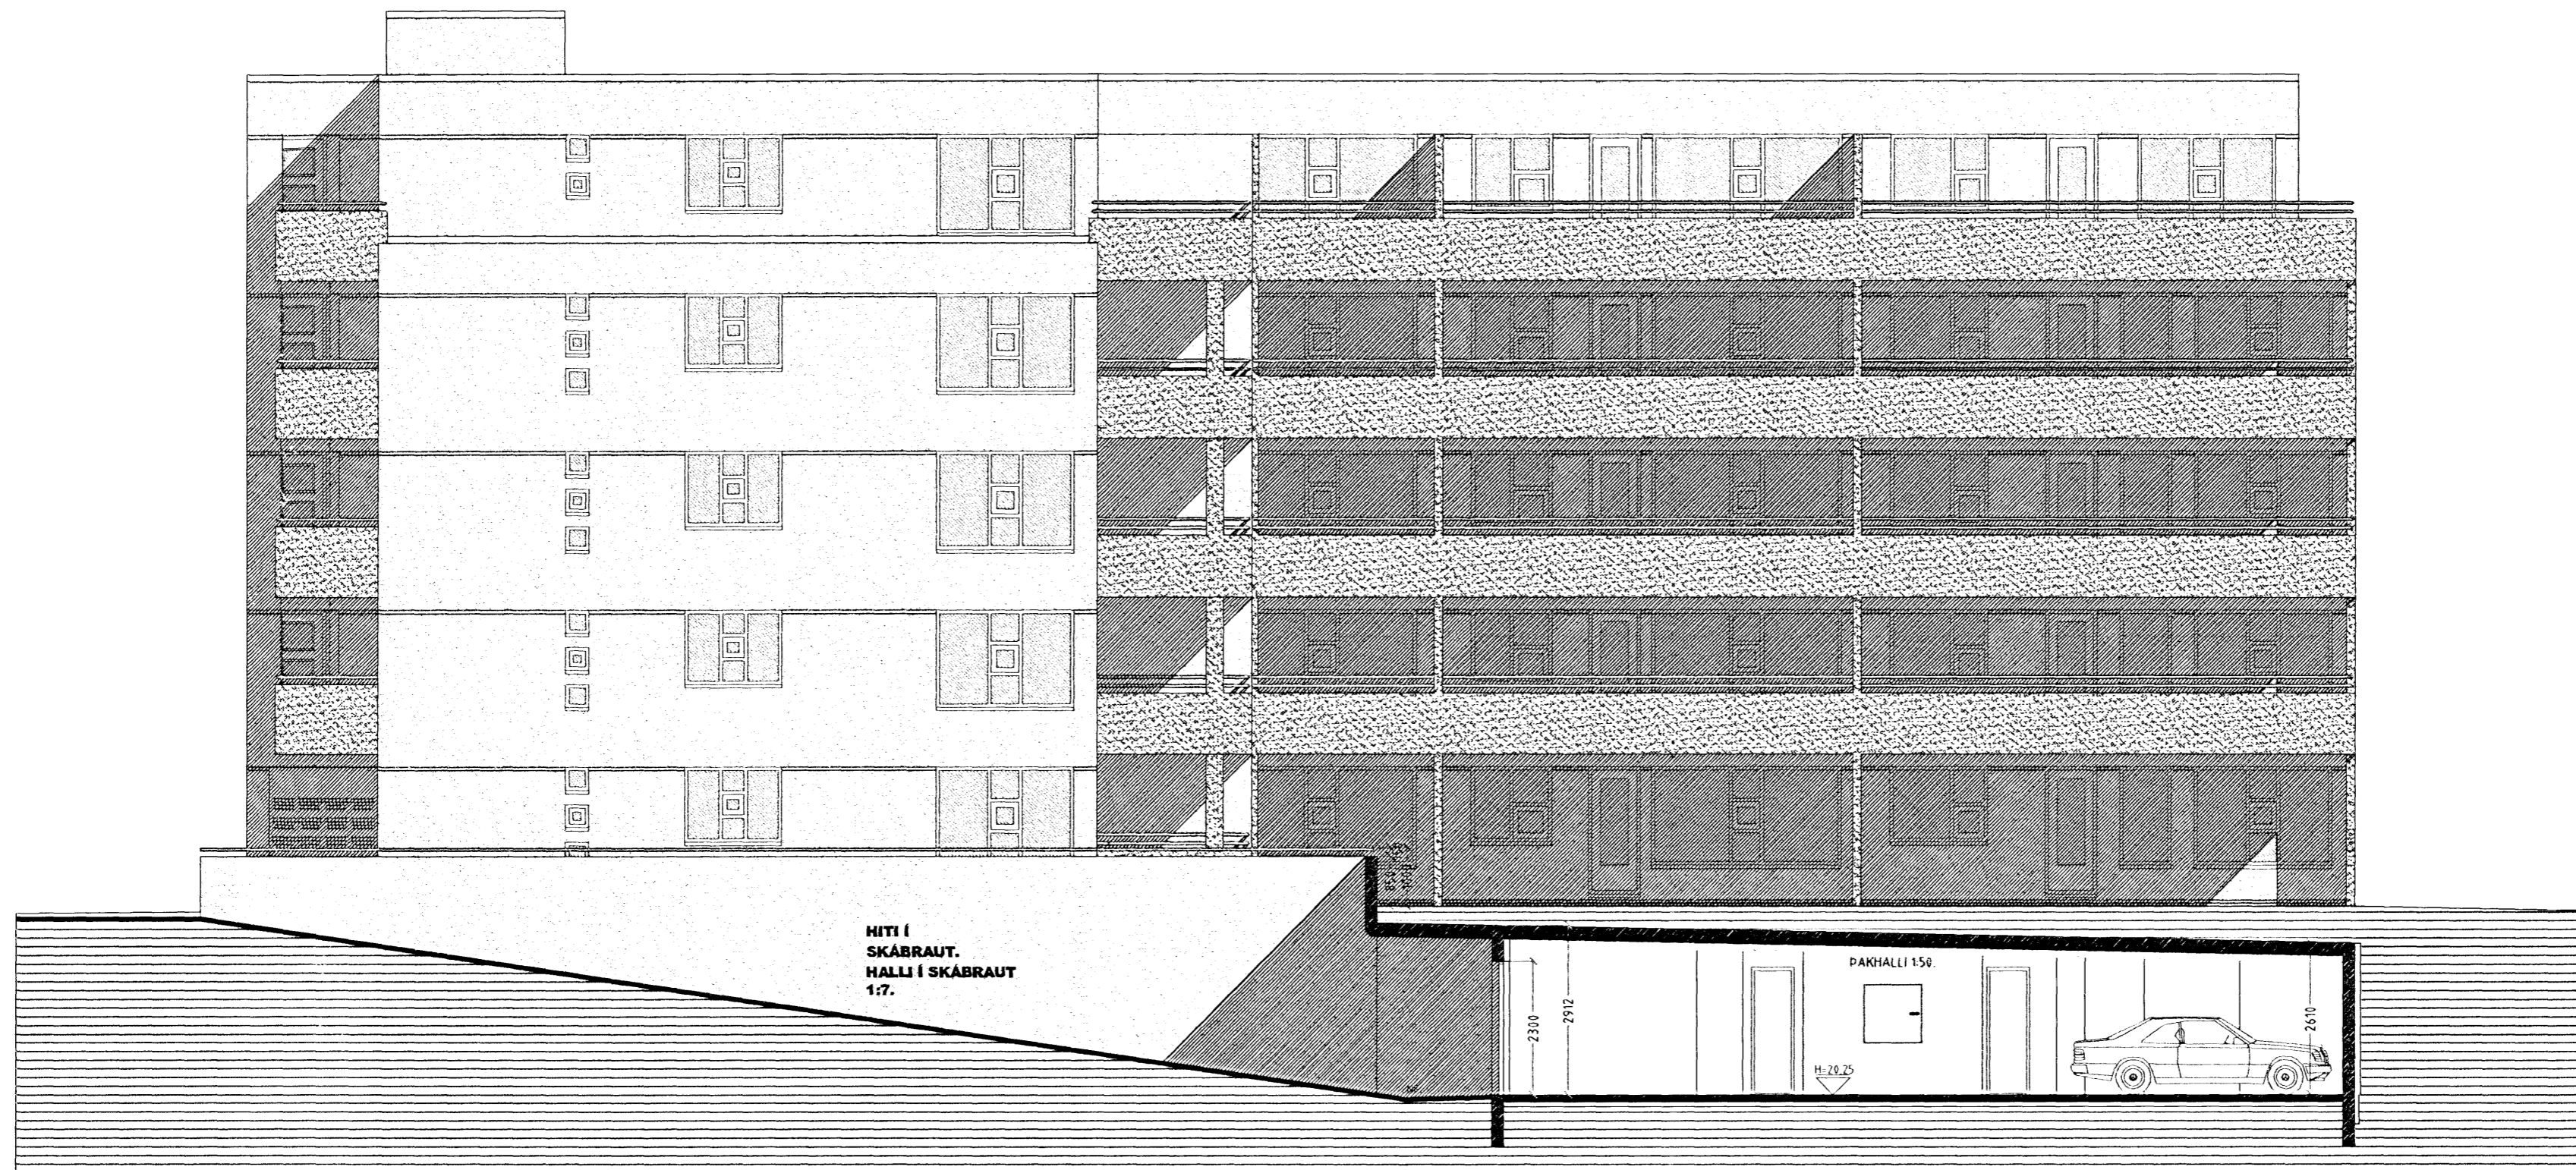 HITI Í
SKÁBRAUT.
HALLI Í SKÁBRAUT
1:7.
ÞAKHALLI 1:50.
2300
2912
H=20.25
2610